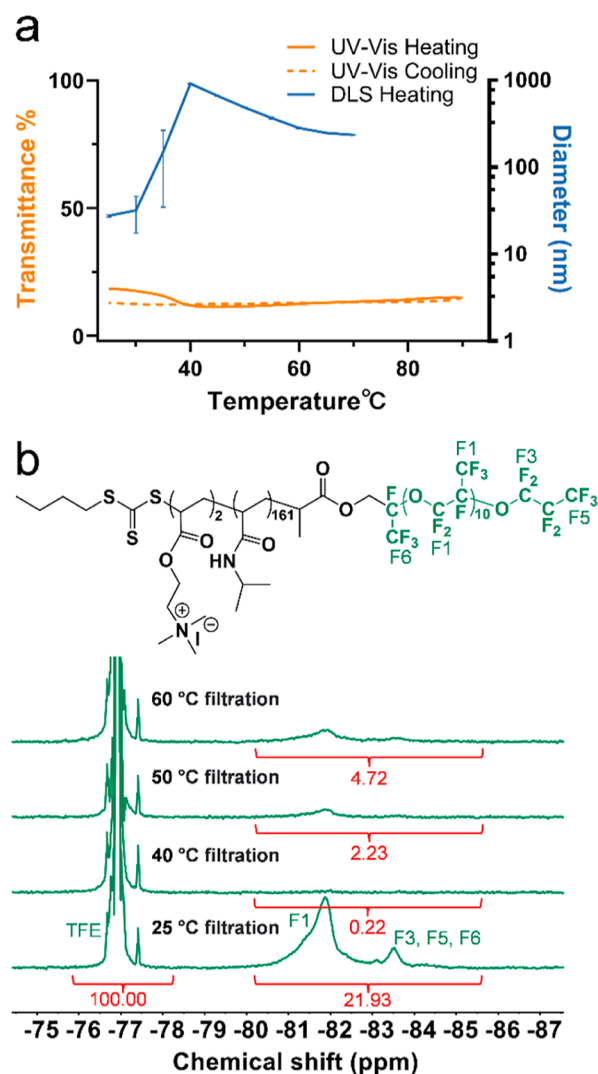 a
UV-Vis Heating
UV-Vis Cooling
DLS Heating
Transmittance %
100
50
0
Diameter (nm)
1000
100
10
1
40 60 80
Temperature°C
b
F1
CF3
F3
F2
F5
CF3
F
O
C
F2
F1
CF
F
10
O
C
F2
CF3
F6
S
S
S
2
161
O
O
O
O
O
HN
N
+
I
−
60 °C filtration
4.72
50 °C filtration
2.23
40 °C filtration
0.22
25 °C filtration
TFE
F1
F3, F5, F6
100.00
21.93
-75 -76 -77 -78 -79 -80 -81 -82 -83 -84 -85 -86 -87
Chemical shift (ppm)